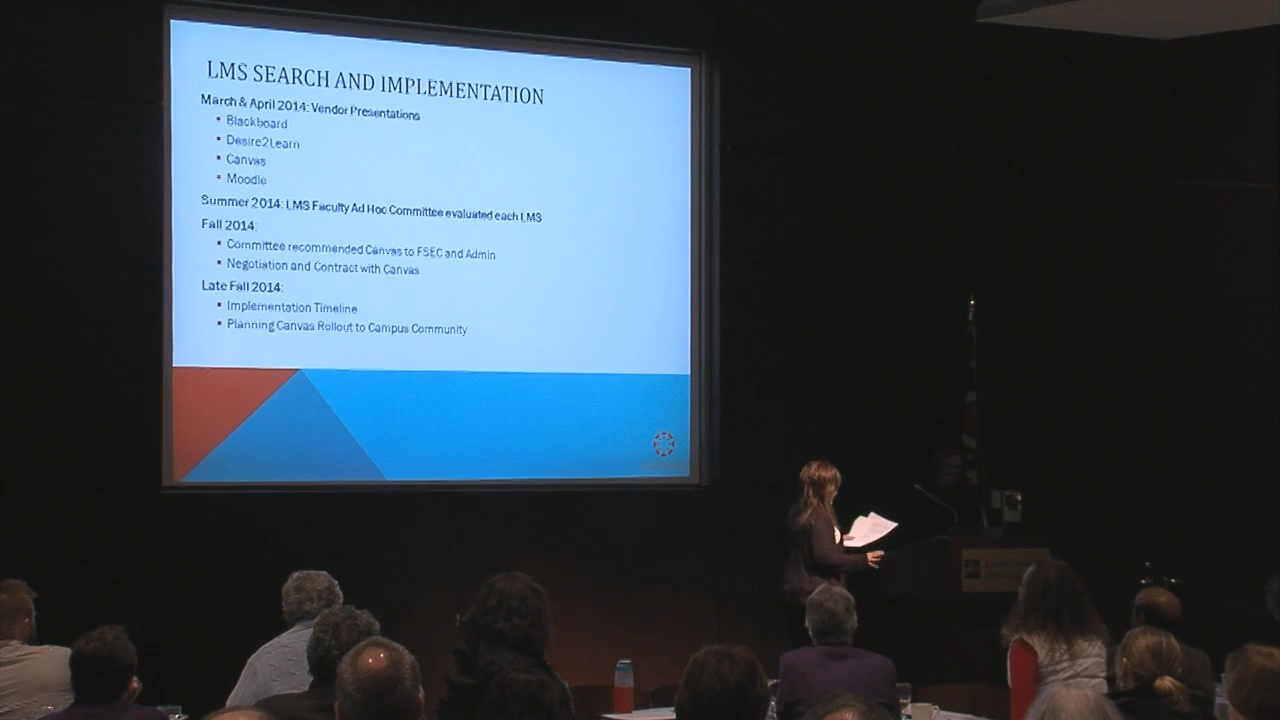 LMS SEARCH AND IMPLEMENTATION
March & April 2014: Vendor Presentations
Blackboard
Desire2Learn
Canvas
Moodle
Summer 2014: LMS Faculty Ad Hoc Committee evaluated each LMS
Fall 2014:
Committee recommended Canvas to FSEC and Admin
Negotiation and Contract with Canvas
Late Fall 2014:
Implementation Timeline
Planning Canvas Rollout to Campus Community